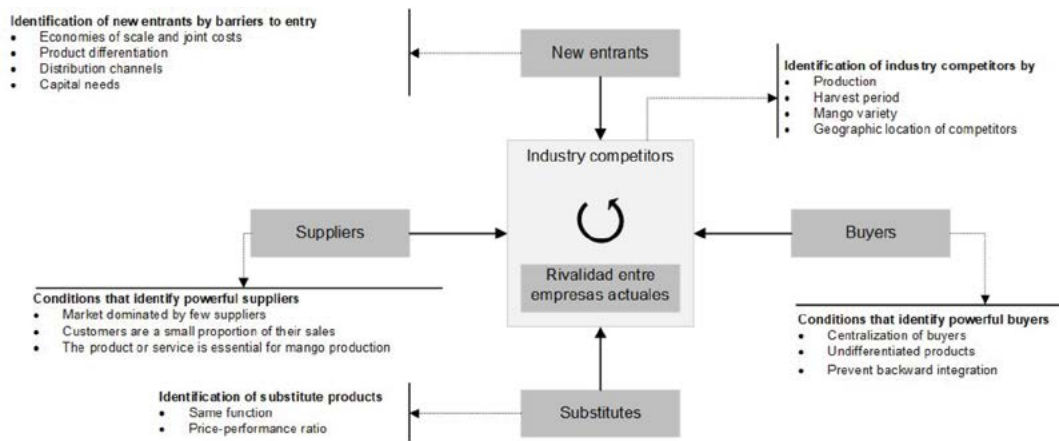 Identification of new entrants by barriers to entry
• Economies of scale and joint costs
• Product differentiation
• Distribution channels
• Capital needs
New entrants
Identification of industry competitors by
• Production
• Harvest period
• Mango variety
• Geographic location of competitors
Industry competitors
Suppliers
Buyers
Rivalidad entre
empresas actuales
Conditions that identify powerful suppliers
• Market dominated by few suppliers
• Customers are a small proportion of their sales
• The product or service is essential for mango production
Conditions that identify powerful buyers
• Centralization of buyers
• Undifferentiated products
• Prevent backward integration
Identification of substitute products
• Same function
• Price-performance ratio
Substitutes